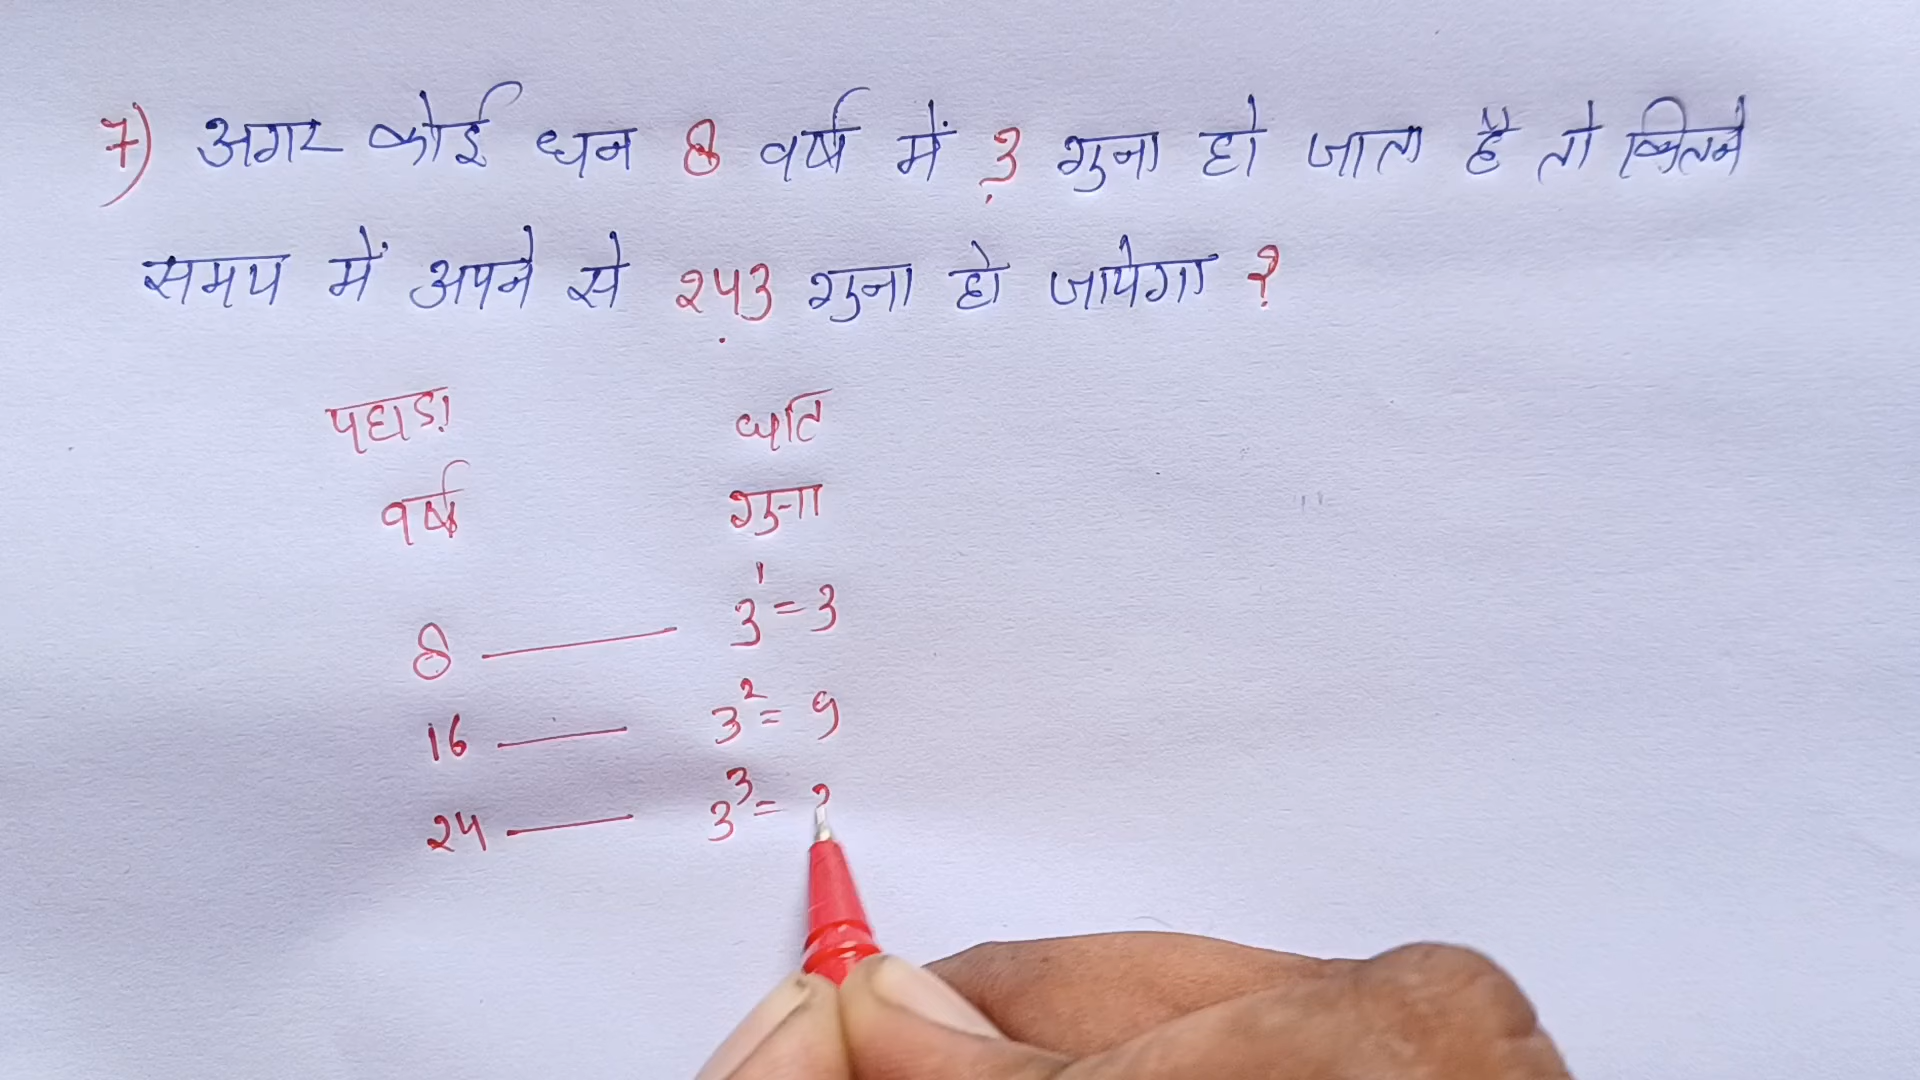 7) अगर कोई धन 8 वर्ष में 3 गुना हो जाता है तो कितने
समय में अपने से 243 गुना हो जायेगा ?
पहाड़ा घात
वर्ष गुना
8 — 3¹ = 3
16 — 3² = 9
24 — 3³ = 2